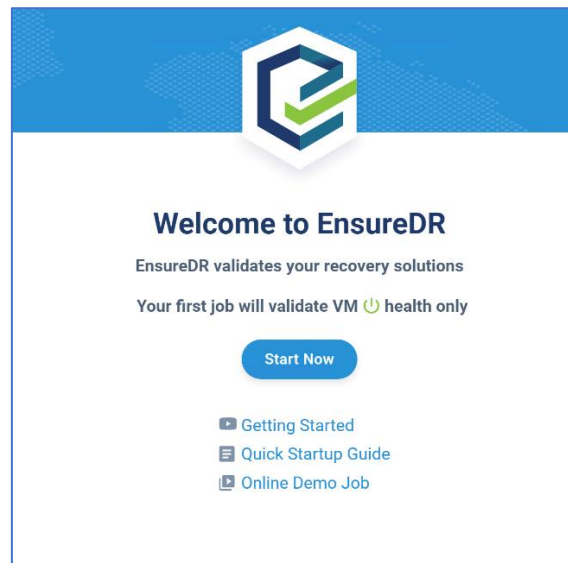 Welcome to EnsureDR
EnsureDR validates your recovery solutions
Your first job will validate VM health only
Start Now
Getting Started
Quick Startup Guide
Online Demo Job